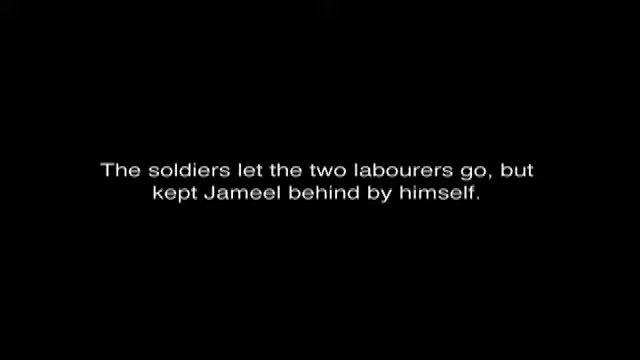 The soldiers let the two labourers go, but
kept Jameel behind by himself.